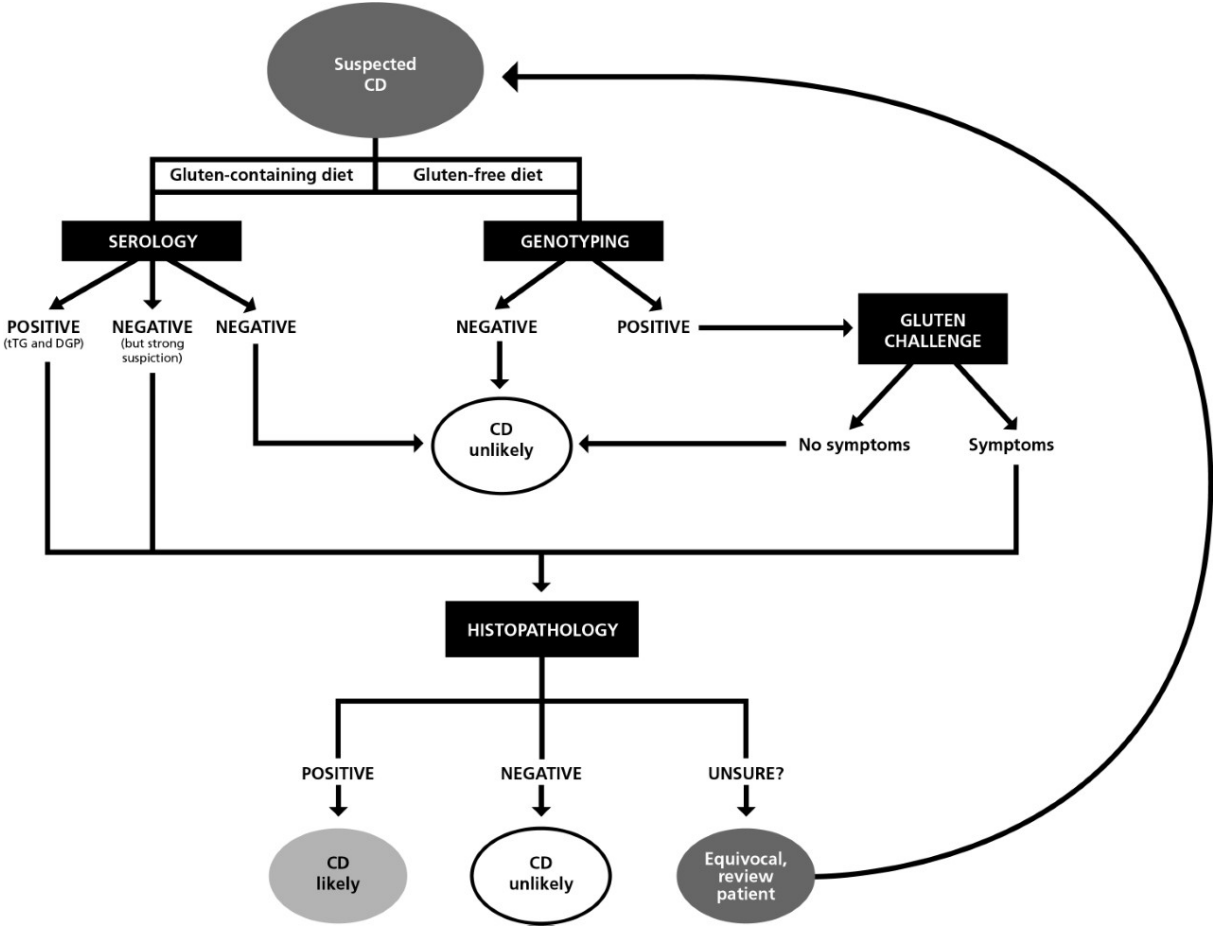 Suspected
CD
Gluten-containing diet
Gluten-free diet
SEROLOGY
GENOTYPING
POSITIVE
(tTG and DGP)
NEGATIVE
(but strong
suspicion)
NEGATIVE
NEGATIVE
POSITIVE
GLUTEN
CHALLENGE
CD
unlikely
No symptoms
Symptoms
HISTOPATHOLOGY
POSITIVE
NEGATIVE
UNSURE?
CD
likely
CD
unlikely
Equivocal,
review
patient